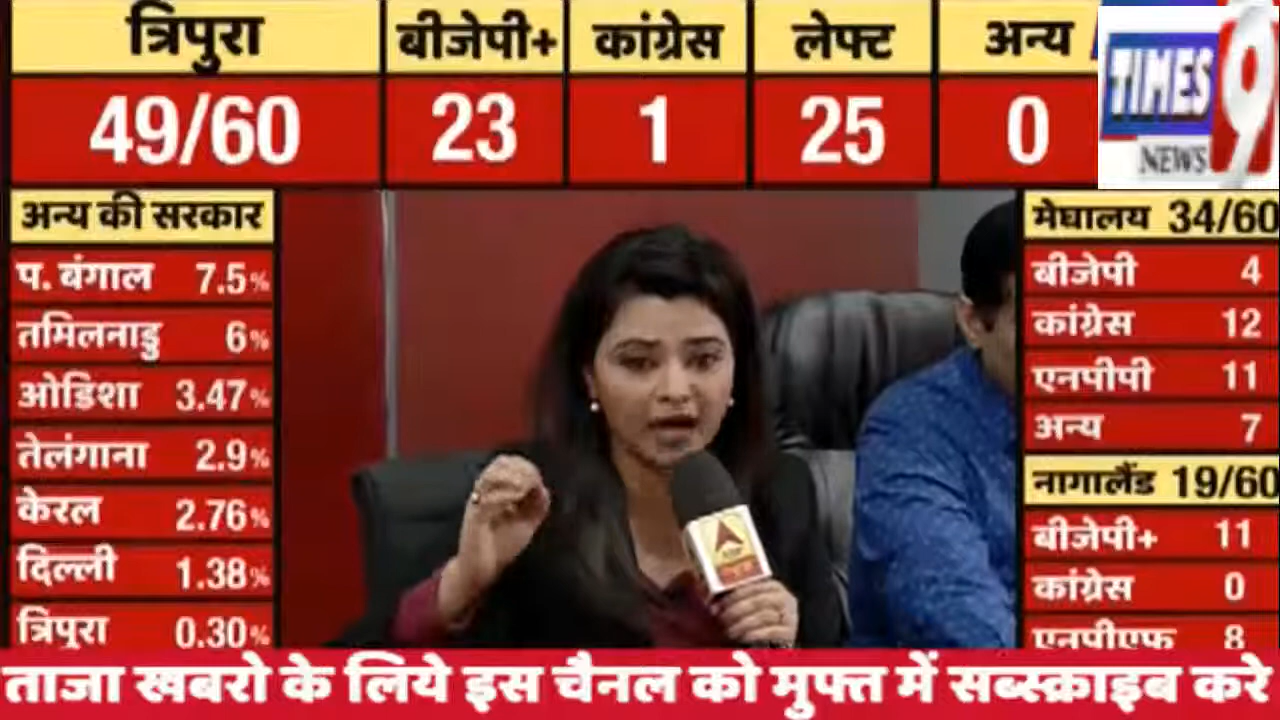 त्रिपुरा बीजेपी+ कांग्रेस लेफ्ट अन्य
49/60 23 1 25 0
TIMES 9
NEWS
अन्य की सरकार
प. बंगाल 7.5%
तमिलनाडु 6%
ओडिशा 3.47%
तेलंगाना 2.9%
केरल 2.76%
दिल्ली 1.38%
त्रिपुरा 0.30%
मेघालय 34/60
बीजेपी 4
कांग्रेस 12
एनपीपी 11
अन्य 7
नागालैंड 19/60
बीजेपी+ 11
कांग्रेस 0
एनपीएफ 8
ताजा खबरो के लिये इस चैनल को मुफ्त में सब्स्क्राइब करे